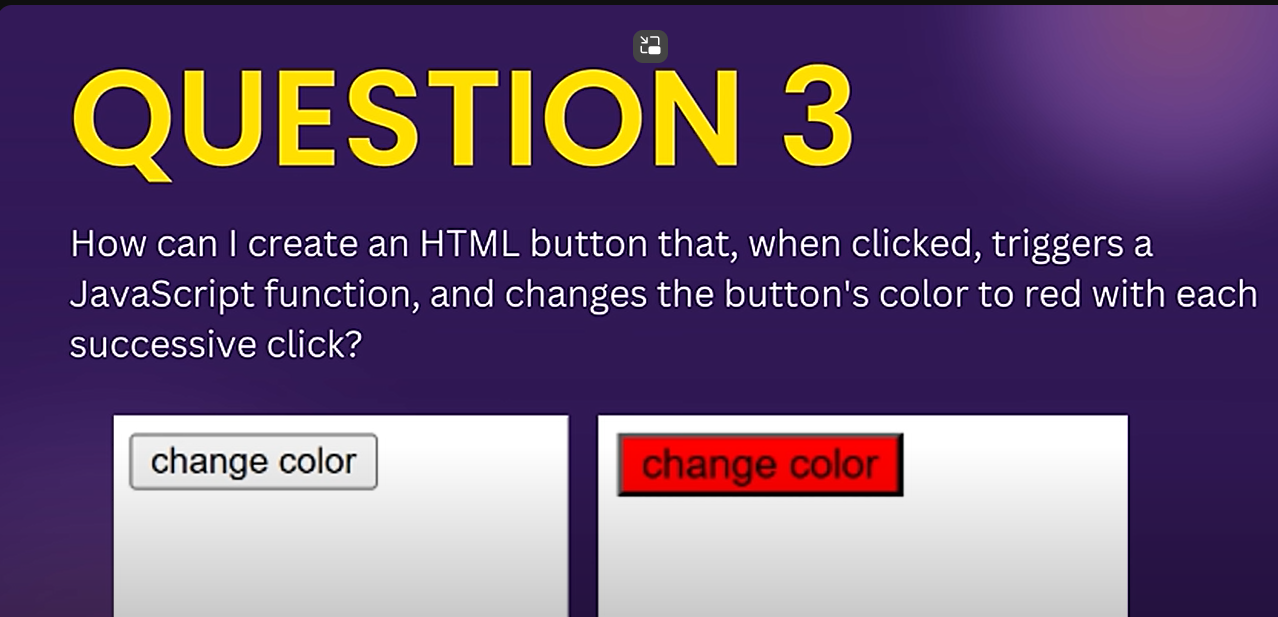 QUESTION 3
How can I create an HTML button that, when clicked, triggers a
JavaScript function, and changes the button's color to red with each
successive click?
change color
change color